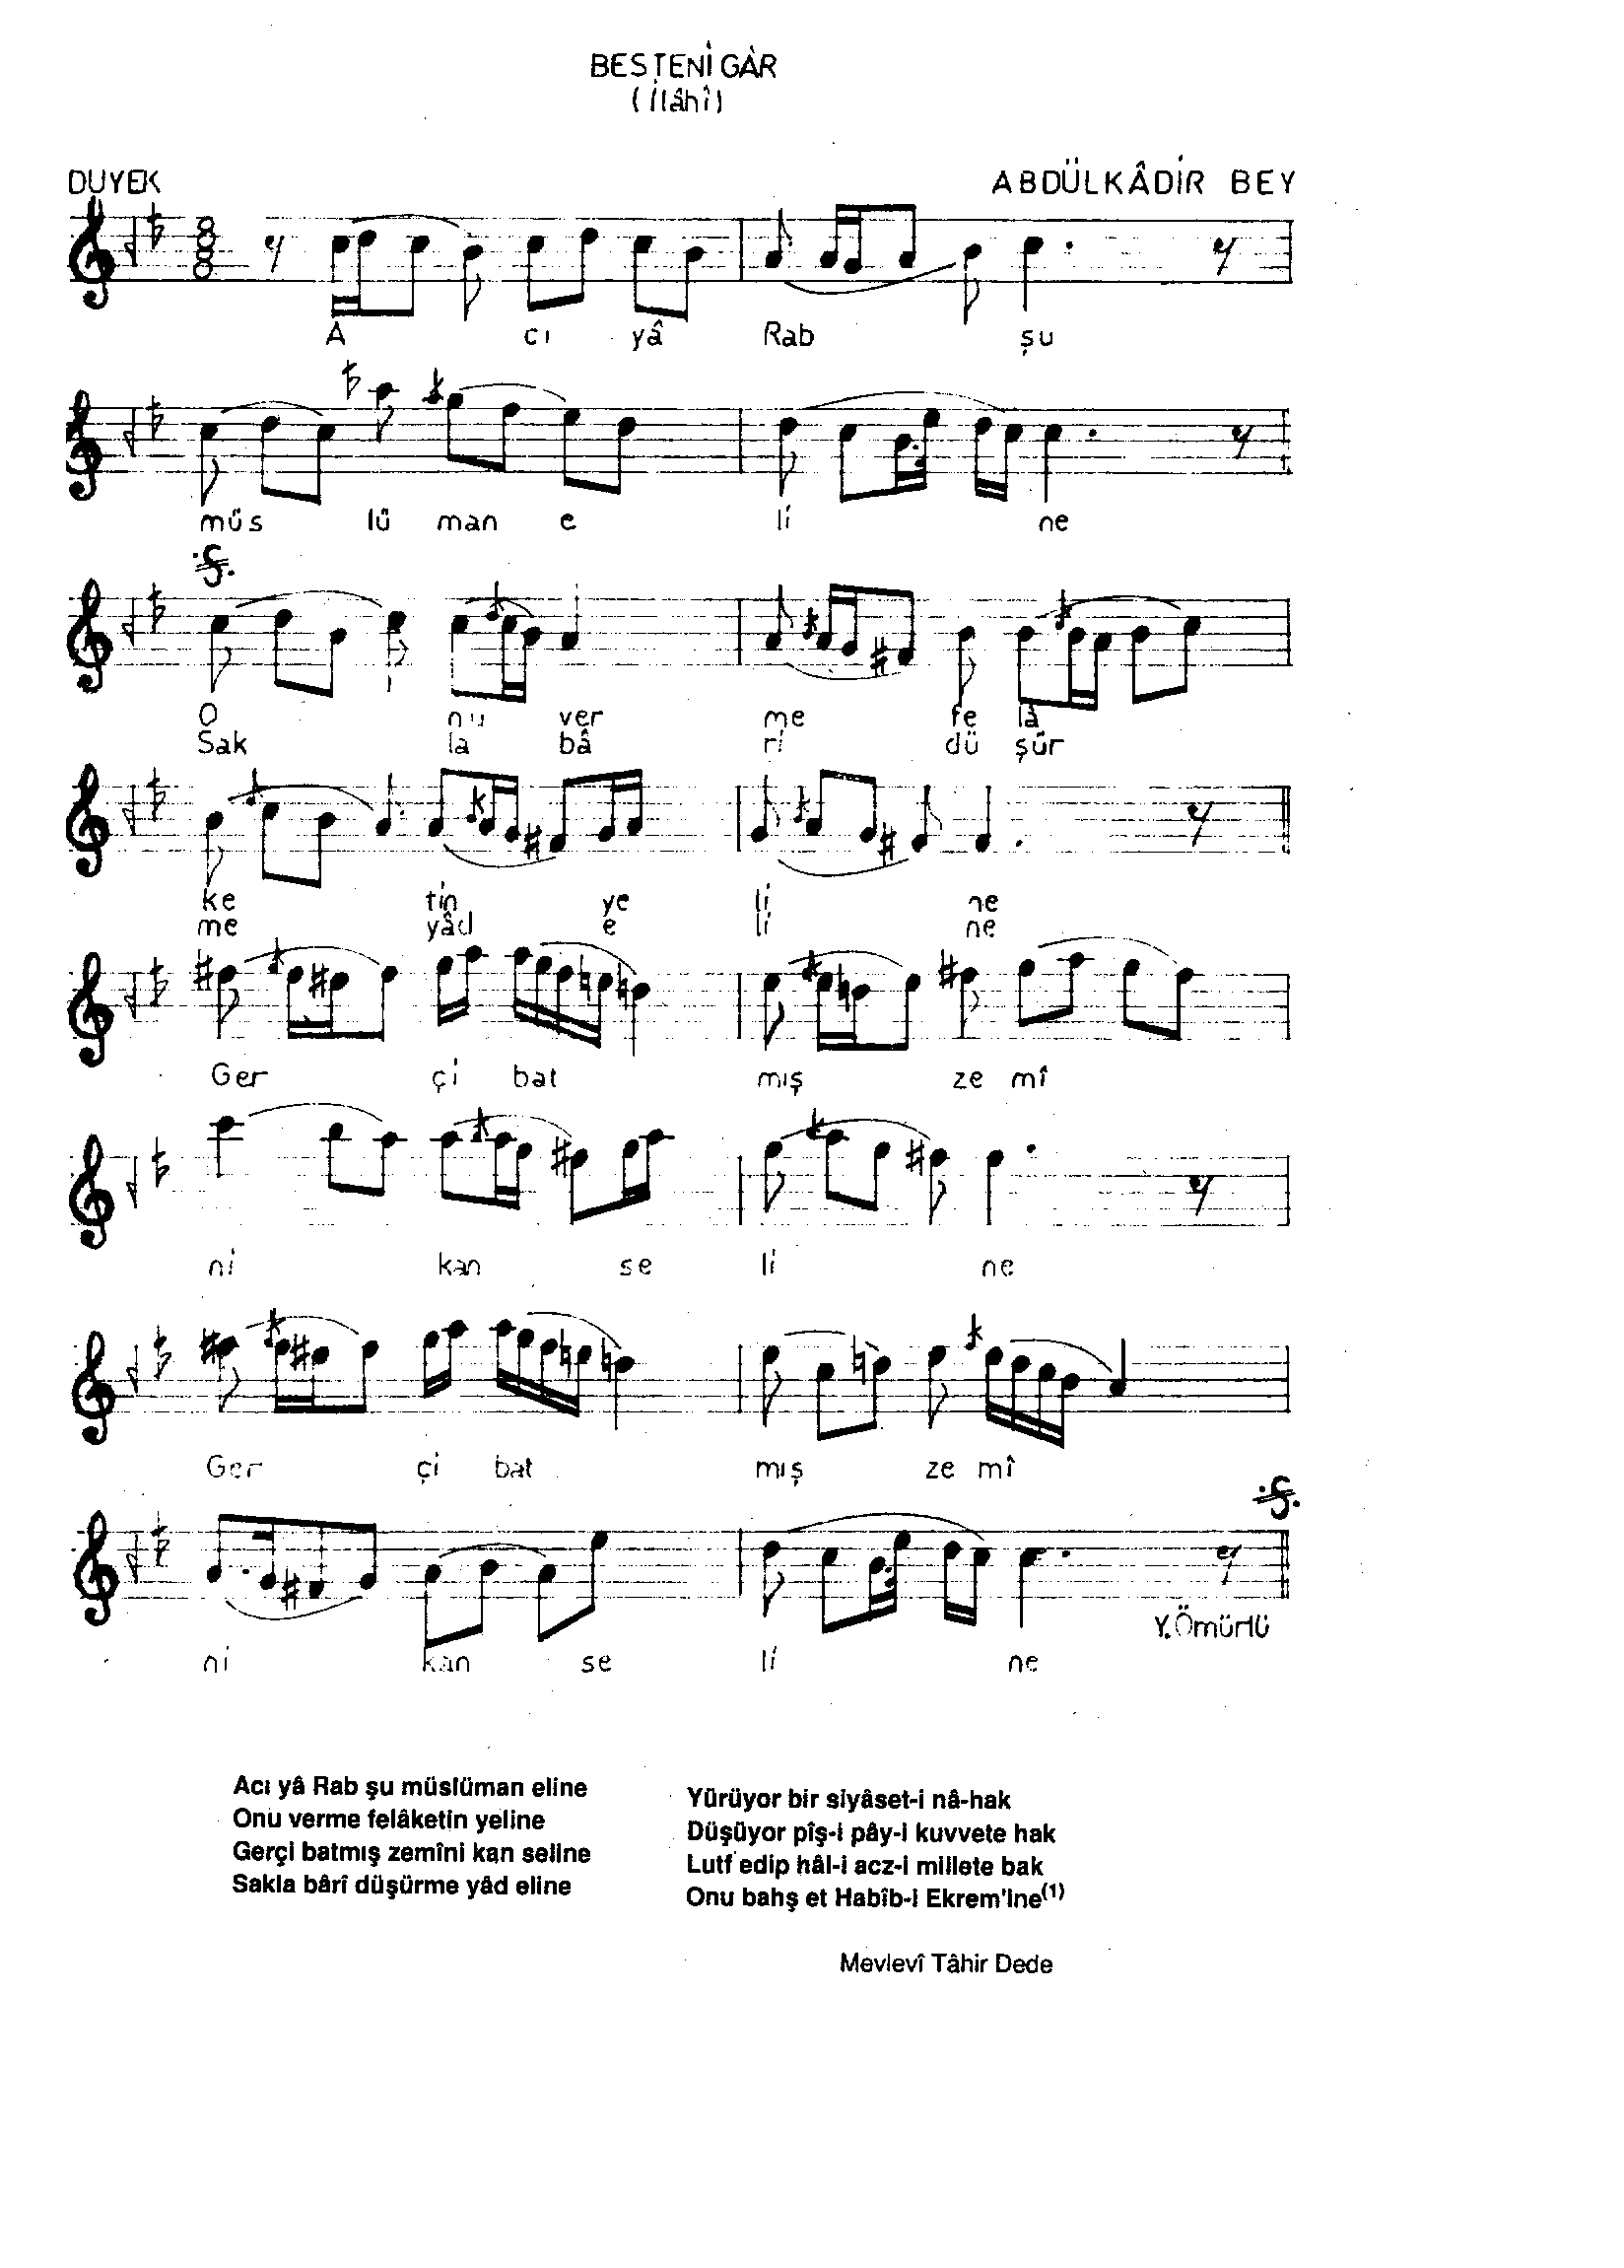 BESTENİGÂR
(İlâhî)
DUYEK
ABDÜLKÂDİR BEY
8
8
A cı yâ Rab şu
müs lü man e li ne
O nu ver me fe lâ
Sak la bâ ri dü şür
ke tin ye li ne
me yâd e li ne
Ger çi bat mış ze mî
ni kan se li ne
Ger çi bat mış ze mî
ni kan se li ne
Y.Ömürlü
Acı yâ Rab şu müslüman eline
Onu verme felâketin yeline
Gerçi batmış zemîni kan seline
Sakla bârî düşürme yâd eline
Yürüyor bir siyâset-i nâ-hak
Düşüyor pîş-i pây-i kuvvete hak
Lutf edip hâl-i acz-i millete bak
Onu bahş et Habîb-i Ekrem'ine(1)
Mevlevî Tâhir Dede